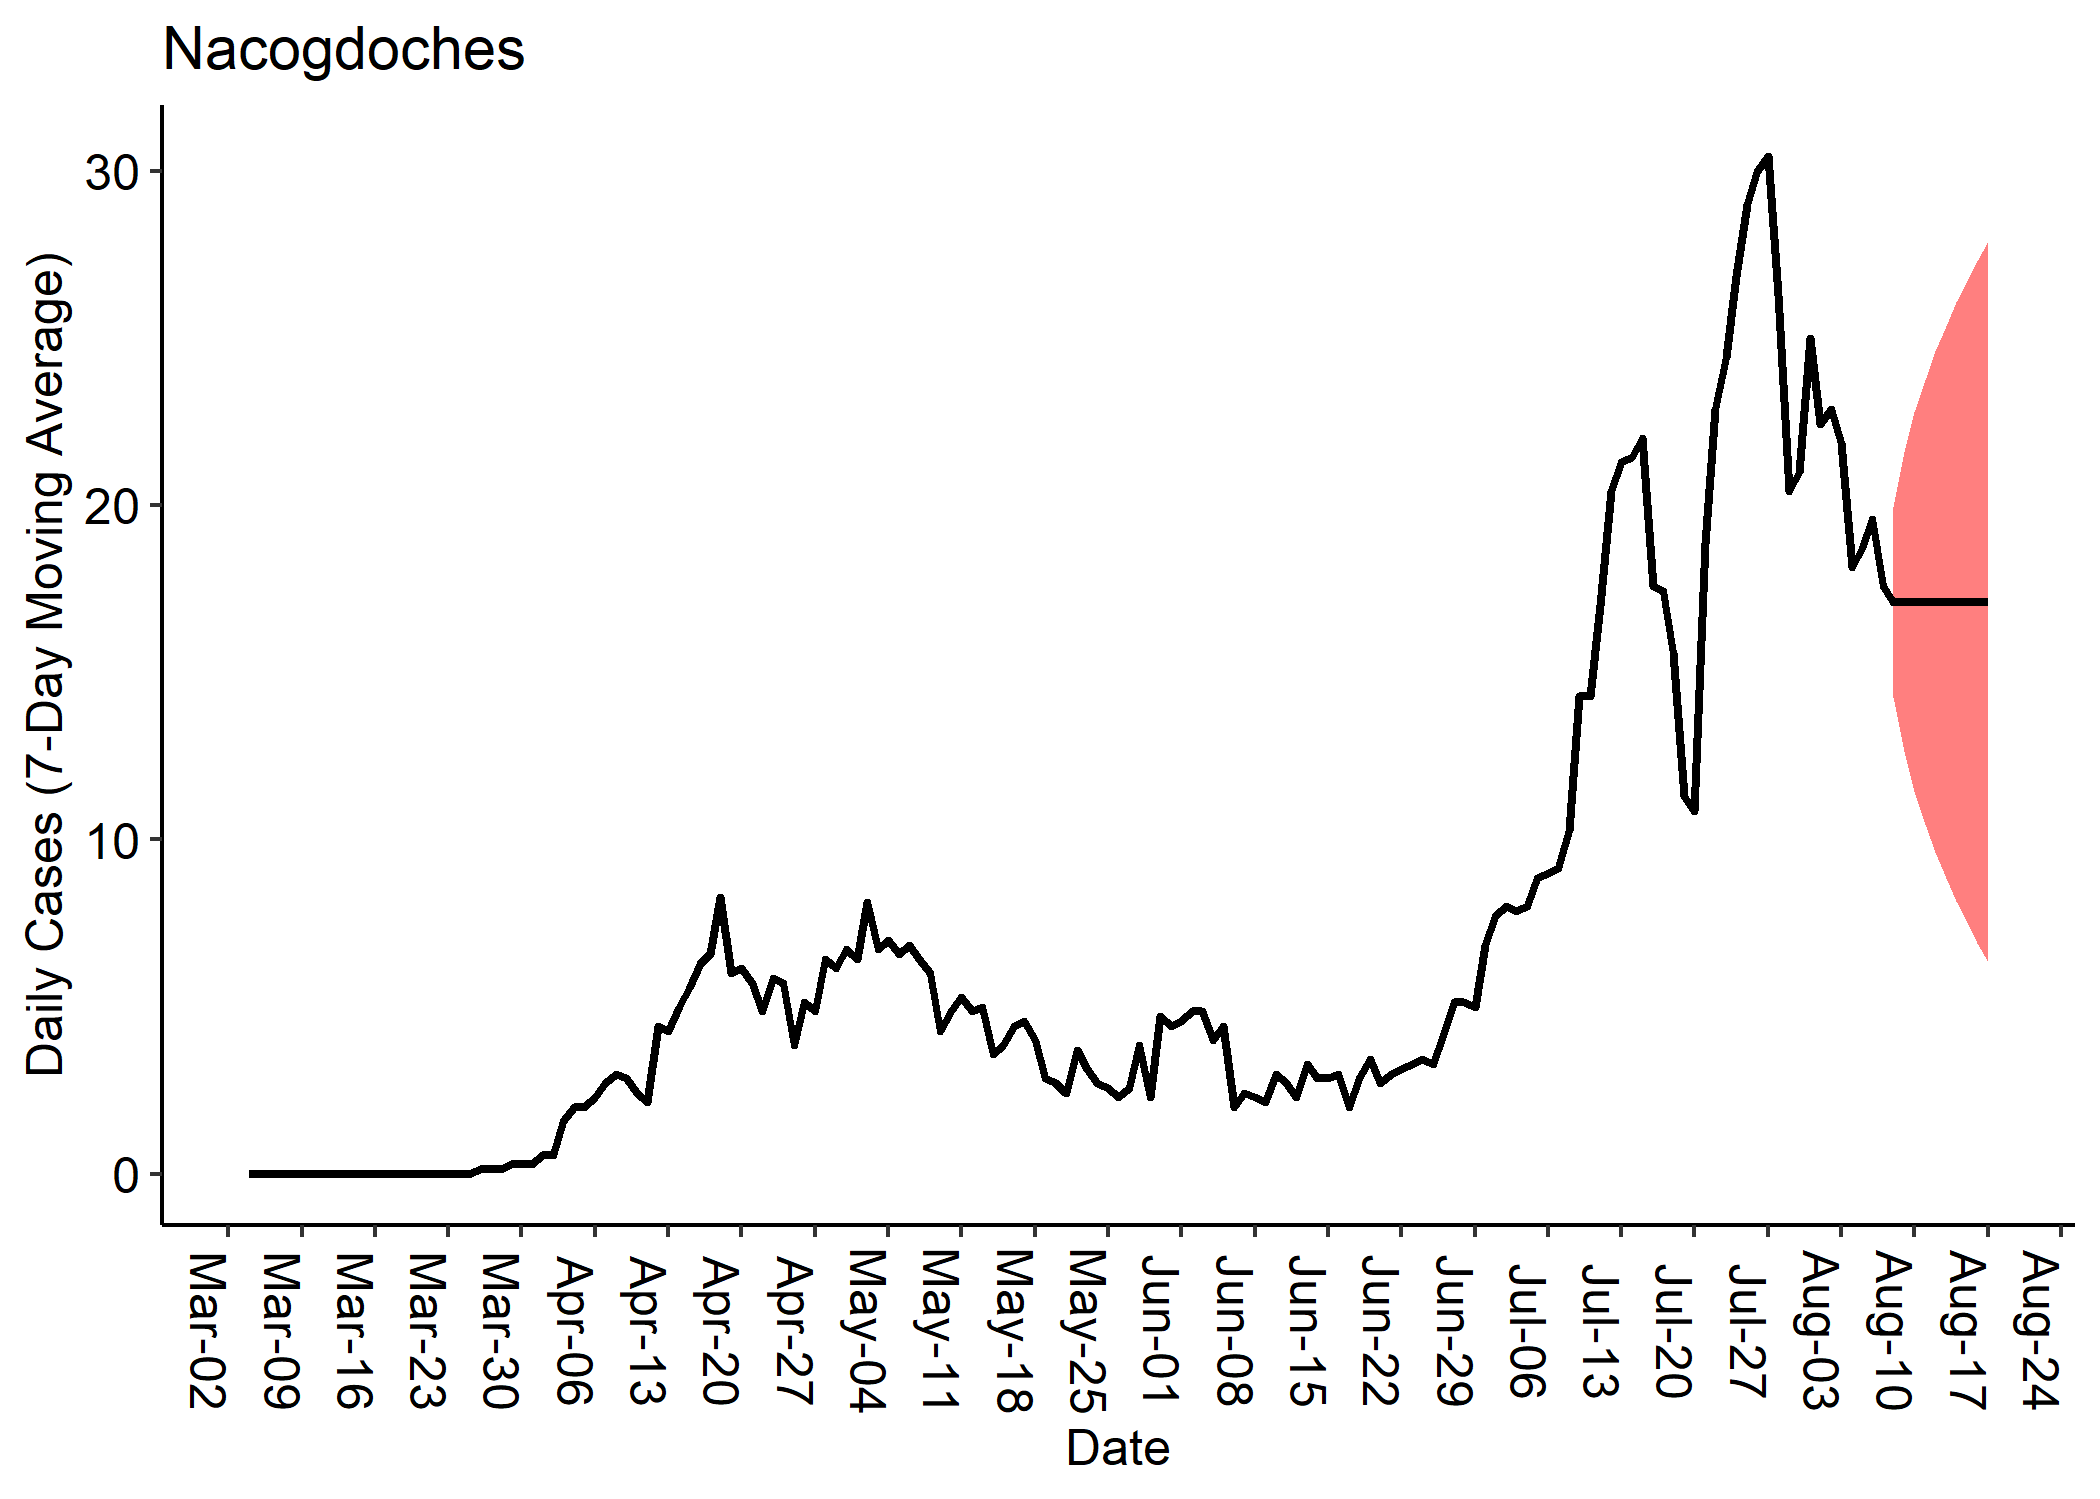 Nacogdoches
Daily Cases (7-Day Moving Average)
30
20
10
0
Mar-02
Mar-09
Mar-16
Mar-23
Mar-30
Apr-06
Apr-13
Apr-20
Apr-27
May-04
May-11
May-18
May-25
Jun-01
Jun-08
Jun-15
Jun-22
Jun-29
Jul-06
Jul-13
Jul-20
Jul-27
Aug-03
Aug-10
Aug-17
Aug-24
Date